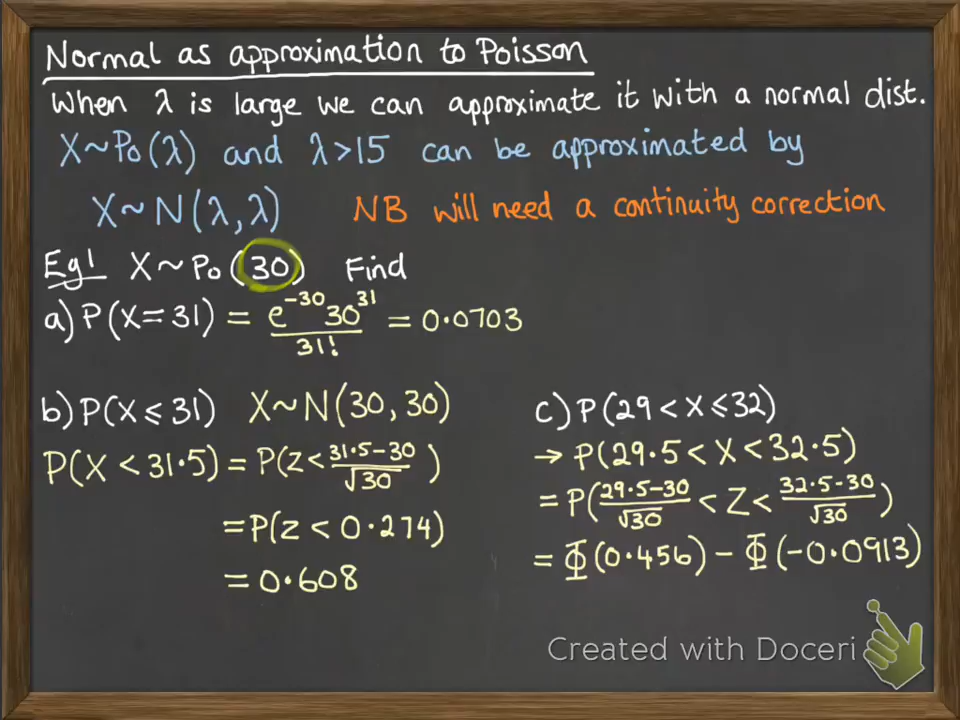 Normal as approximation to Poisson
When λ is large we can approximate it with a normal dist.
X~Po(λ) and λ>15 can be approximated by
X~N(λ,λ) NB will need a continuity correction
Eg1 X~Po(30) Find
a) P(X=31) = e^-30 30^31 / 31! = 0.0703
b) P(X≤31) X~N(30,30)
P(X<31.5) = P(Z< 31.5-30 / √30 )
= P(Z < 0.274)
= 0.608
c) P(29<X≤32)
→ P(29.5<X<32.5)
= P( 29.5-30 / √30 < Z < 32.5-30 / √30 )
= Φ(0.456) - Φ(-0.0913)
Created with Doceri